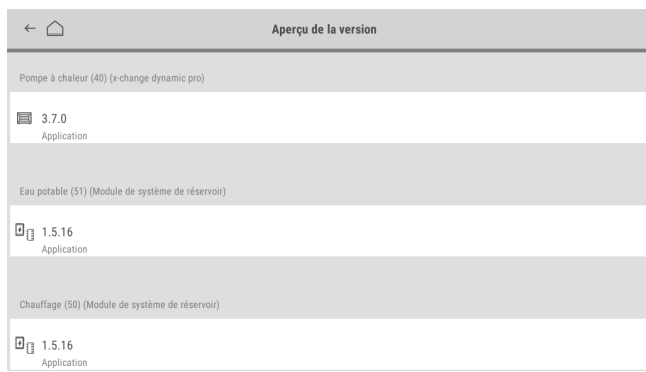 Aperçu de la version
Pompe à chaleur (40) (x-change dynamic pro)
3.7.0
Application
Eau potable (51) (Module de système de réservoir)
1.5.16
Application
Chauffage (50) (Module de système de réservoir)
1.5.16
Application